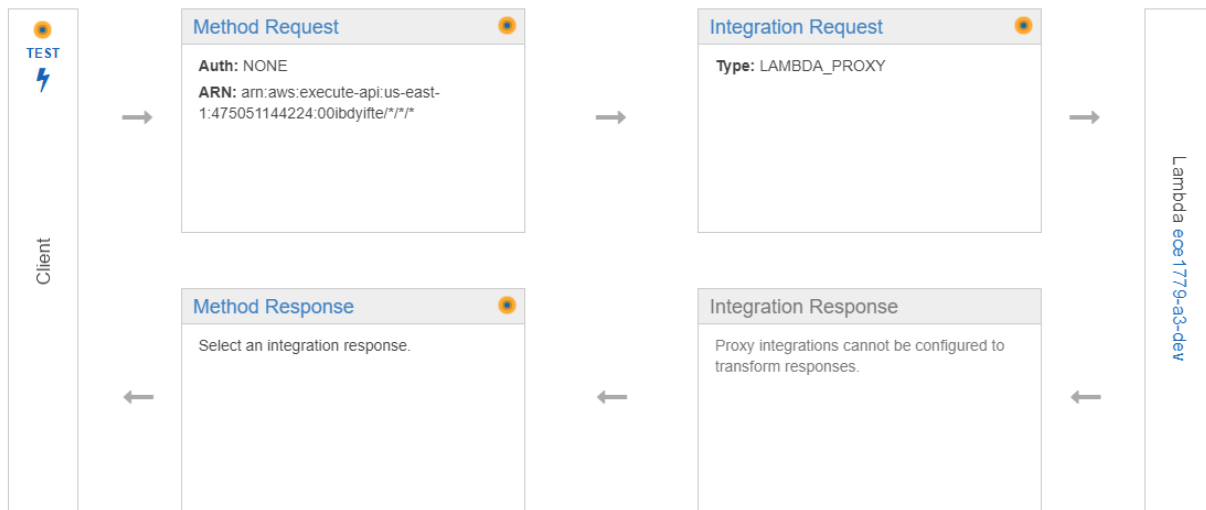 TEST
Client
Method Request
Auth: NONE
ARN: arn:aws:execute-api:us-east-
1:475051144224:00ibdyifte/*/*/*
Integration Request
Type: LAMBDA_PROXY
Lambda ece1779-a3-dev
Method Response
Select an integration response.
Integration Response
Proxy integrations cannot be configured to
transform responses.